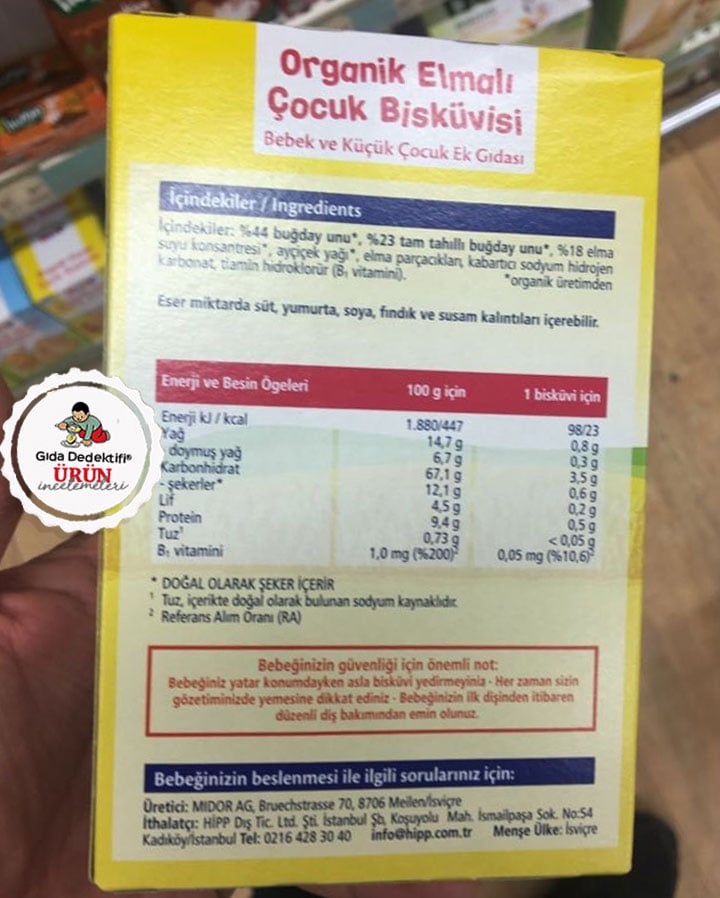 Organik Elmalı
Çocuk Bisküvisi
Bebek ve Küçük Çocuk Ek Gıdası
İçindekiler / Ingredients
İçindekiler: %44 buğday unu*, %23 tam tahıllı buğday unu*, %18 elma
suyu konsantresi*, ayçiçek yağı*, elma parçacıkları, kabartıcı sodyum hidrojen
karbonat, tiamin hidroklorür (B₁ vitamini). *organik üretimden
Eser miktarda süt, yumurta, soya, fındık ve susam kalıntıları içerebilir.
Enerji ve Besin Ögeleri 100 g için 1 bisküvi için
Enerji kJ / kcal 1.880/447 98/23
Yağ 14,7 g 0,8 g
doymuş yağ 6,7 g 0,3 g
Karbonhidrat 67,1 g 3,5 g
- şekerler* 12,1 g 0,6 g
Lif 4,5 g 0,2 g
Protein 9,4 g 0,5 g
Tuz¹ 0,73 g < 0,05 g
B₁ vitamini 1,0 mg (%200)² 0,05 mg (%10,6)²
* DOĞAL OLARAK ŞEKER İÇERİR
¹ Tuz, içerikte doğal olarak bulunan sodyum kaynaklıdır.
² Referans Alım Oranı (RA)
Bebeğinizin güvenliği için önemli not:
Bebeğiniz yatar konumdayken asla bisküvi yedirmeyiniz - Her zaman sizin
gözetiminizde yemesine dikkat ediniz - Bebeğinizin ilk dişinden itibaren
düzenli diş bakımından emin olunuz.
Bebeğinizin beslenmesi ile ilgili sorularınız için:
Üretici: MIDOR AG, Bruechstrasse 70, 8706 Meilen/İsviçre
İthalatçı: HİPP Dış Tic. Ltd. Şti. İstanbul Şb, Koşuyolu Mah. İsmailpaşa Sok. No:54
Kadıköy/İstanbul Tel: 0216 428 30 40 info@hipp.com.tr Menşe Ülke: İsviçre
Gıda Dedektifi®
ÜRÜN
incelemeleri